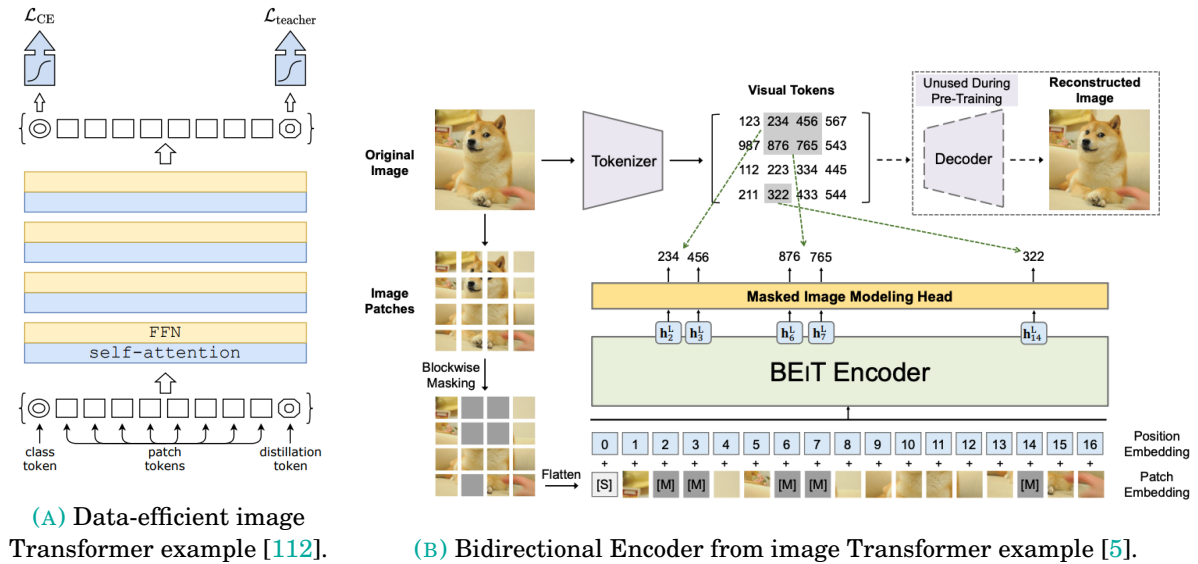 ℒCE
ℒteacher
FFN
self-attention
class
token
patch
tokens
distillation
token
(A) Data-efficient image
Transformer example [112].
Original
Image
Tokenizer
Visual Tokens
123 234 456 567
987 876 765 543
112 223 334 445
211 322 433 544
Unused During
Pre-Training
Decoder
Reconstructed
Image
Image
Patches
234 456 876 765 322
Masked Image Modeling Head
h₂ᴸ h₃ᴸ h₆ᴸ h₇ᴸ h₁₄ᴸ
BEIT Encoder
Blockwise
Masking
Flatten
0 1 2 3 4 5 6 7 8 9 10 11 12 13 14 15 16
Position
Embedding
+ + + + + + + + + + + + + + + + +
[S] [M] [M] [M] [M] [M]
Patch
Embedding
(B) Bidirectional Encoder from image Transformer example [5].